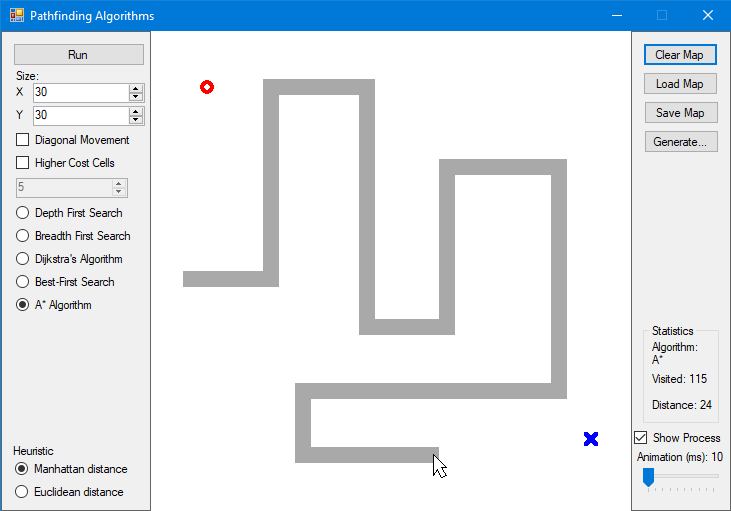 Pathfinding Algorithms
Run
Size:
X 30
Y 30
Diagonal Movement
Higher Cost Cells
5
Depth First Search
Breadth First Search
Dijkstra's Algorithm
Best-First Search
A* Algorithm
Heuristic
Manhattan distance
Euclidean distance
Clear Map
Load Map
Save Map
Generate...
Statistics
Algorithm:
A*
Visited: 115
Distance: 24
Show Process
Animation (ms): 10